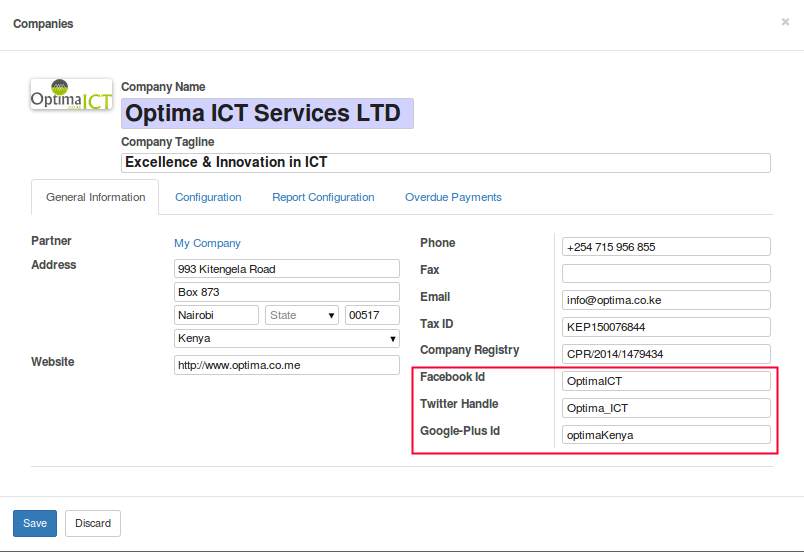 Companies
×
Optima ICT
Company Name
Optima ICT Services LTD
Company Tagline
Excellence & Innovation in ICT
General Information Configuration Report Configuration Overdue Payments
Partner My Company
Address 993 Kitengela Road
Box 873
Nairobi State 00517
Kenya
Website http://www.optima.co.me
Phone +254 715 956 855
Fax
Email info@optima.co.ke
Tax ID KEP150076844
Company Registry CPR/2014/1479434
Facebook Id OptimaICT
Twitter Handle Optima_ICT
Google-Plus Id optimaKenya
Save Discard